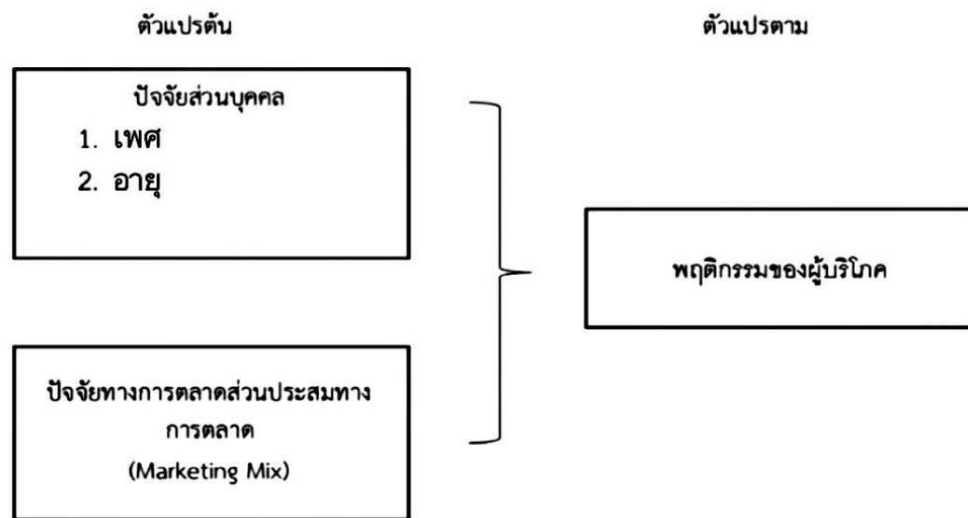 ตัวแปรต้น
ตัวแปรตาม
ปัจจัยส่วนบุคคล
1. เพศ
2. อายุ
พฤติกรรมของผู้บริโภค
ปัจจัยทางการตลาดส่วนประสมทาง
การตลาด
(Marketing Mix)